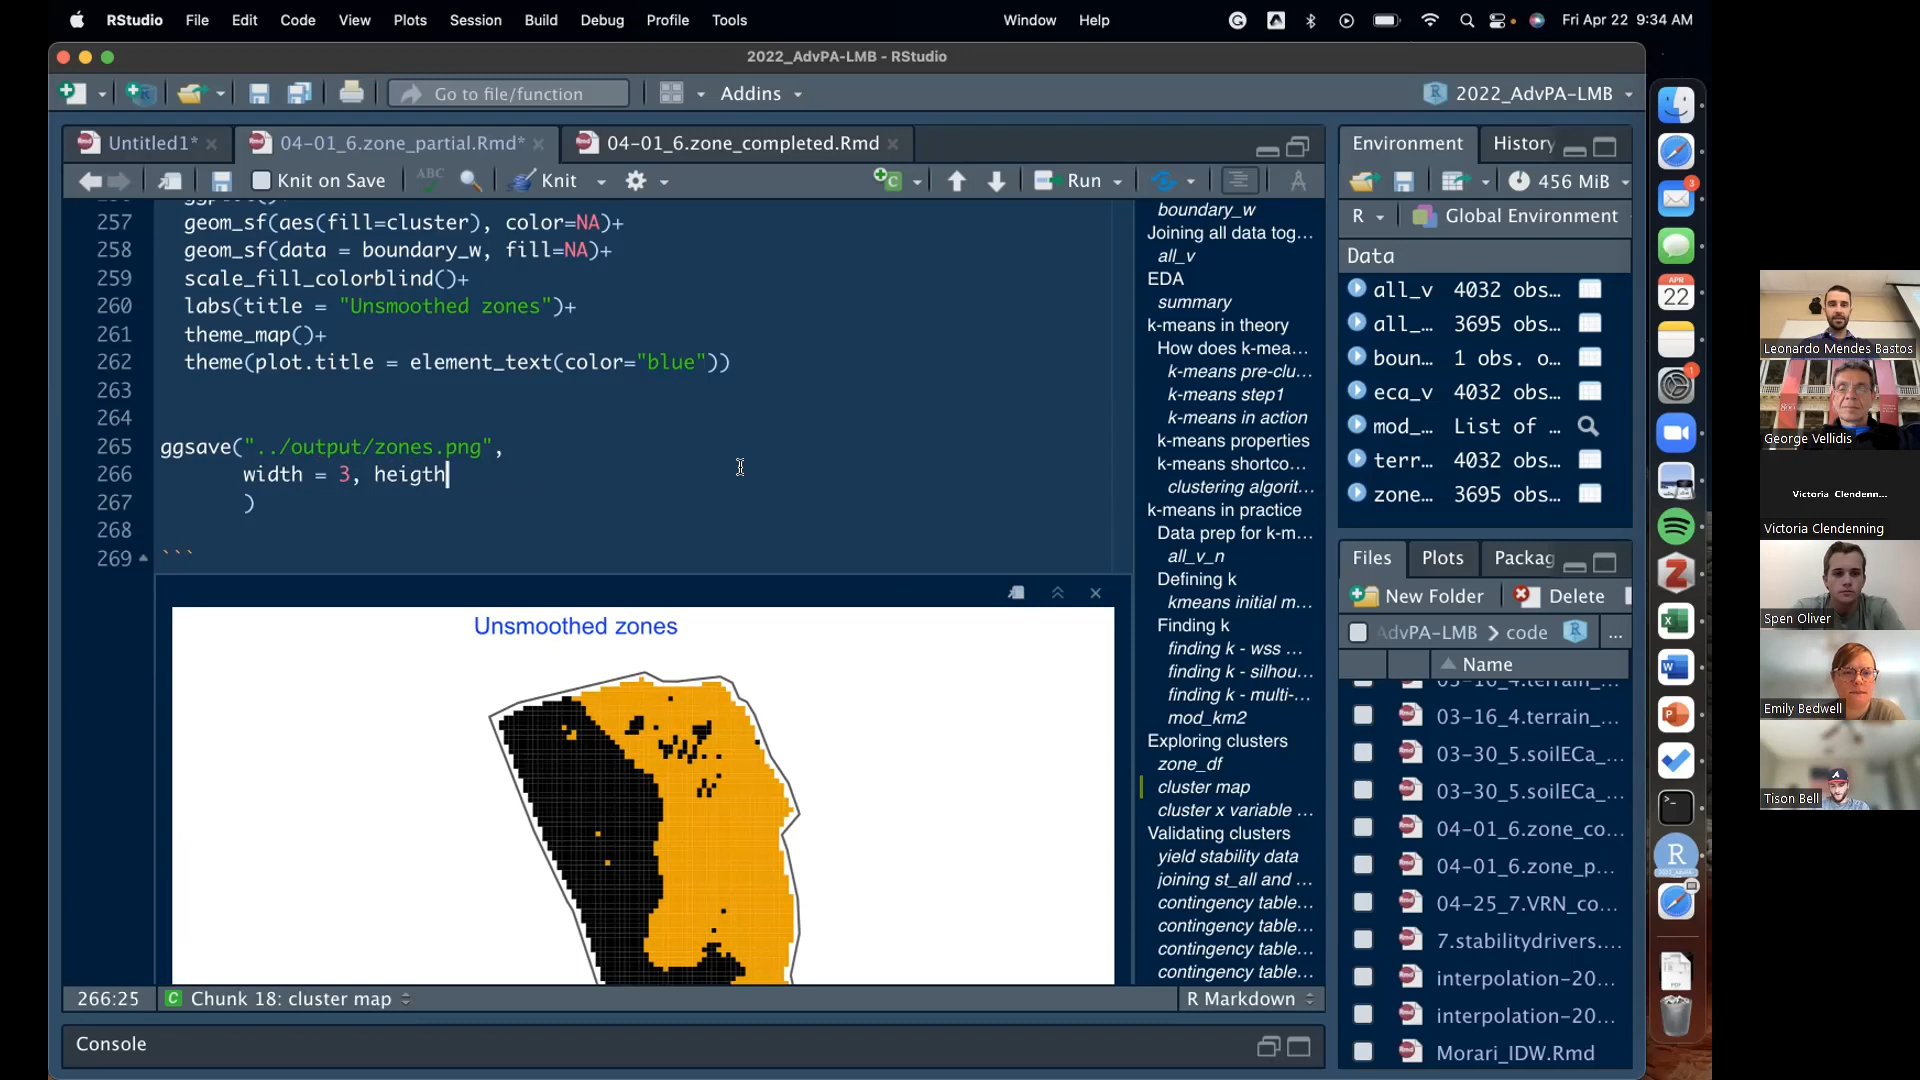 RStudio File Edit Code View Plots Session Build Debug Profile Tools Window Help Fri Apr 22 9:34 AM
2022_AdvPA-LMB - RStudio
Go to file/function Addins 2022_AdvPA-LMB
Untitled1* 04-01_6.zone_partial.Rmd* 04-01_6.zone_completed.Rmd
Knit on Save ABC Knit Run
257 geom_sf(aes(fill=cluster), color=NA)+
258 geom_sf(data = boundary_w, fill=NA)+
259 scale_fill_colorblind()+
260 labs(title = "Unsmoothed zones")+
261 theme_map()+
262 theme(plot.title = element_text(color="blue"))
263
264
265 ggsave("../output/zones.png",
266 width = 3, heigth
267 )
268
269 ```
Unsmoothed zones
266:25 Chunk 18: cluster map R Markdown
Console
boundary_w
Joining all data tog...
all_v
EDA
summary
k-means in theory
How does k-mea...
k-means pre-clu...
k-means step1
k-means in action
k-means properties
k-means shortco...
clustering algorit...
k-means in practice
Data prep for k-m...
all_v_n
Defining k
kmeans initial m...
Finding k
finding k - wss ...
finding k - silhou...
finding k - multi-...
mod_km2
Exploring clusters
zone_df
cluster map
cluster x variable ...
Validating clusters
yield stability data
joining st_all and ...
contingency table...
contingency table...
contingency table...
contingency table...
Environment History
456 MiB
R Global Environment
Data
all_v 4032 obs...
all_... 3695 obs...
boun... 1 obs. o...
eca_v 4032 obs...
mod_... List of ...
terr... 4032 obs...
zone... 3695 obs...
Files Plots Packag
New Folder Delete
AdvPA-LMB code ...
Name
03-16_4.terrain_...
03-16_4.terrain_...
03-30_5.soilECa_...
03-30_5.soilECa_...
04-01_6.zone_co...
04-01_6.zone_p...
04-25_7.VRN_co...
7.stabilitydrivers....
interpolation-20...
interpolation-20...
Morari_IDW.Rmd
3
APR
22
1
Leonardo Mendes Bastos
George Vellidis
Victoria Clendenn...
Victoria Clendenning
Spen Oliver
Emily Bedwell
Tison Bell